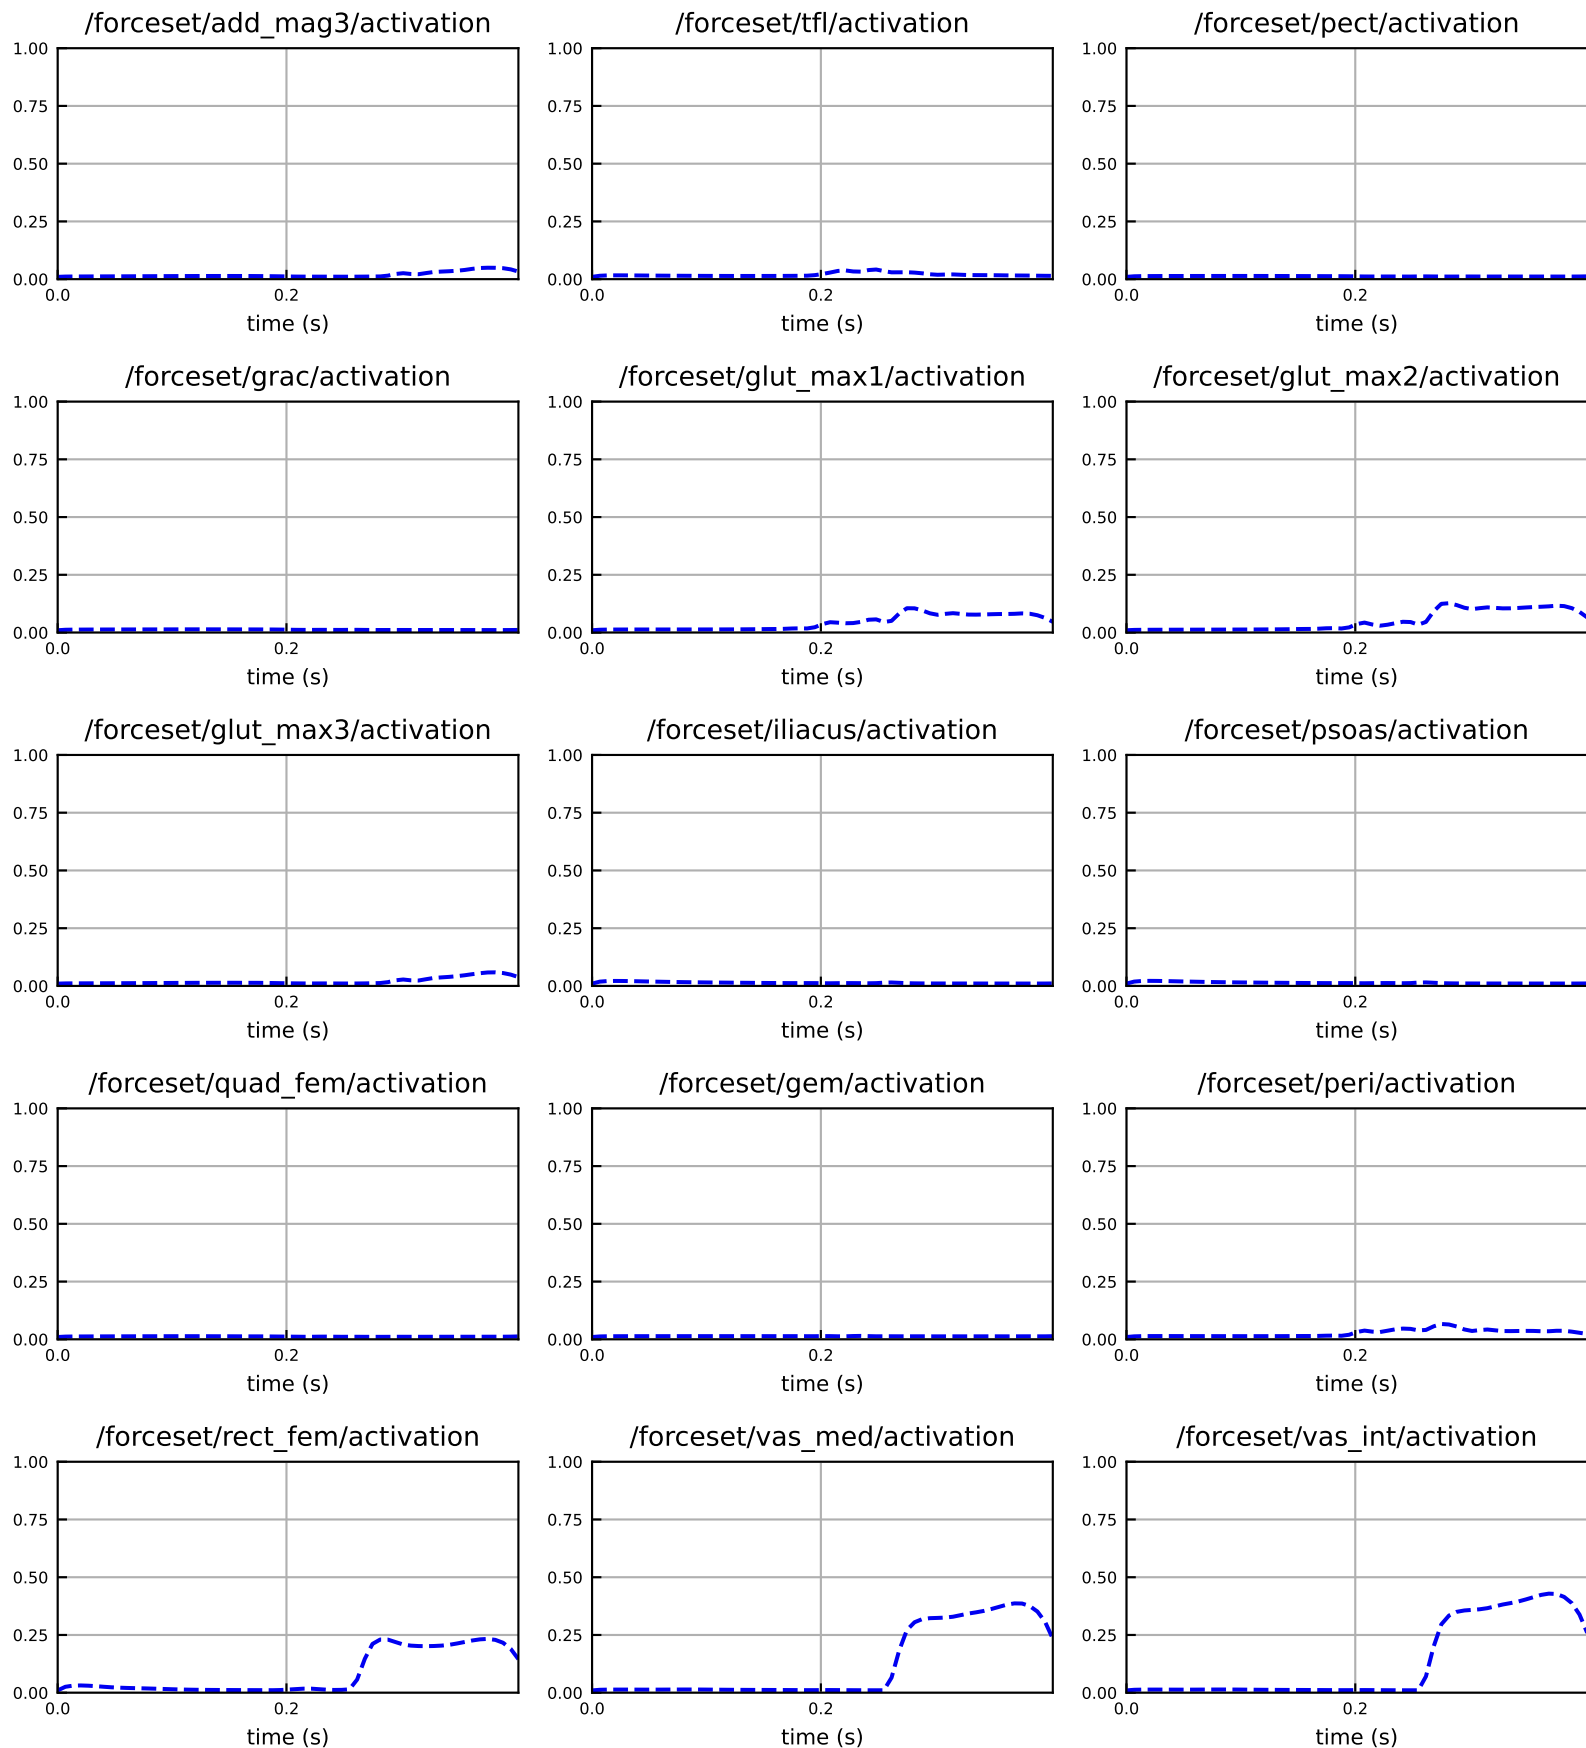 /forceset/add_mag3/activation /forceset/tfl/activation /forceset/pect/activation
1.00 1.00 1.00
0.75 0.75 0.75
0.50 0.50 0.50
0.25 0.25 0.25
0.00 0.00 0.00
0.0 0.2 0.0 0.2 0.0 0.2
time (s) time (s) time (s)
/forceset/grac/activation /forceset/glut_max1/activation /forceset/glut_max2/activation
1.00 1.00 1.00
0.75 0.75 0.75
0.50 0.50 0.50
0.25 0.25 0.25
0.00 0.00 0.00
0.0 0.2 0.0 0.2 0.0 0.2
time (s) time (s) time (s)
/forceset/glut_max3/activation /forceset/iliacus/activation /forceset/psoas/activation
1.00 1.00 1.00
0.75 0.75 0.75
0.50 0.50 0.50
0.25 0.25 0.25
0.00 0.00 0.00
0.0 0.2 0.0 0.2 0.0 0.2
time (s) time (s) time (s)
/forceset/quad_fem/activation /forceset/gem/activation /forceset/peri/activation
1.00 1.00 1.00
0.75 0.75 0.75
0.50 0.50 0.50
0.25 0.25 0.25
0.00 0.00 0.00
0.0 0.2 0.0 0.2 0.0 0.2
time (s) time (s) time (s)
/forceset/rect_fem/activation /forceset/vas_med/activation /forceset/vas_int/activation
1.00 1.00 1.00
0.75 0.75 0.75
0.50 0.50 0.50
0.25 0.25 0.25
0.00 0.00 0.00
0.0 0.2 0.0 0.2 0.0 0.2
time (s) time (s) time (s)